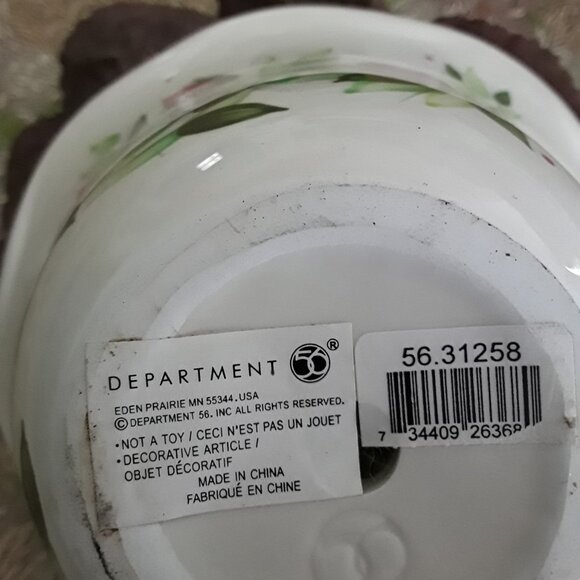 DEPARTMENT 56®
EDEN PRAIRIE MN 55344.USA
©DEPARTMENT 56. INC ALL RIGHTS RESERVED.
•NOT A TOY / CECI N'EST PAS UN JOUET
•DECORATIVE ARTICLE /
OBJET DÉCORATIF
MADE IN CHINA
FABRIQUÉ EN CHINE
56.31258
7 34409 26368